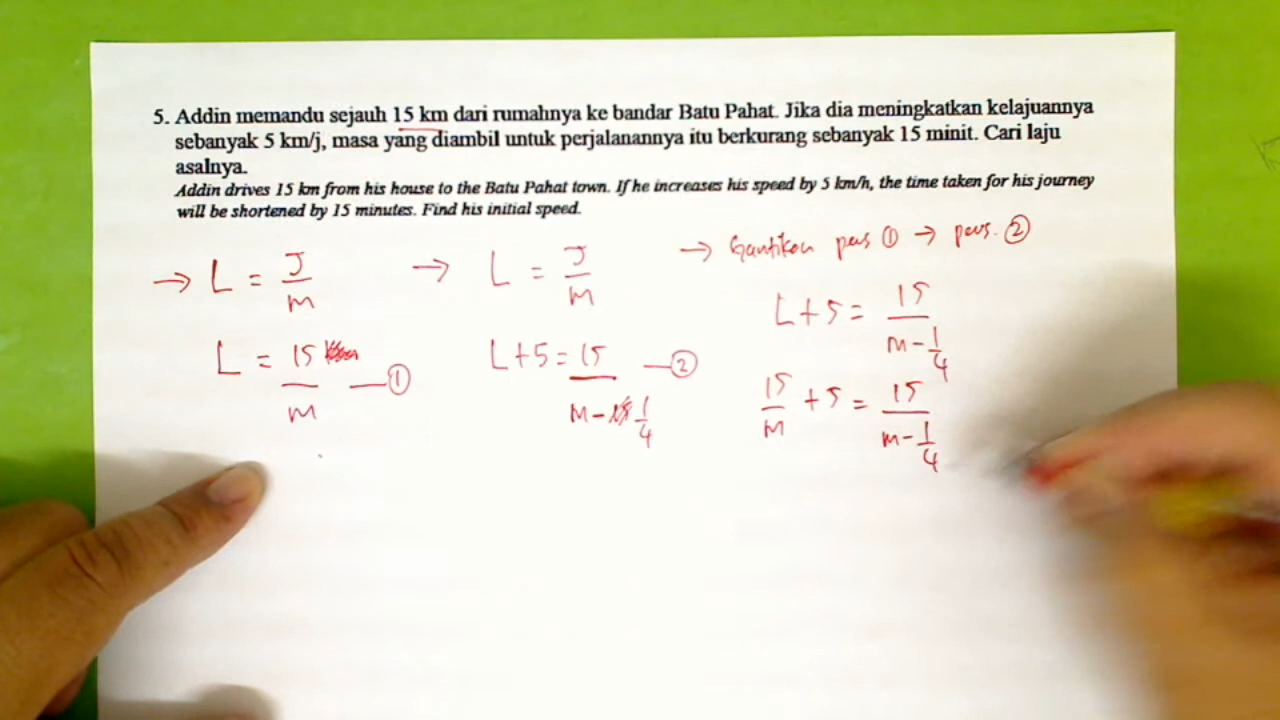 5. Addin memandu sejauh 15 km dari rumahnya ke bandar Batu Pahat. Jika dia meningkatkan kelajuannya
sebanyak 5 km/j, masa yang diambil untuk perjalanannya itu berkurang sebanyak 15 minit. Cari laju
asalnya.
Addin drives 15 km from his house to the Batu Pahat town. If he increases his speed by 5 km/h, the time taken for his journey
will be shortened by 15 minutes. Find his initial speed.
→ L = J/m
L = 15/m —①
→ L = J/m
L+5 = 15/(m - 1/4) —②
→ Gantikan pers ① → pers. ②
L+5 = 15/(m - 1/4)
15/m + 5 = 15/(m - 1/4)